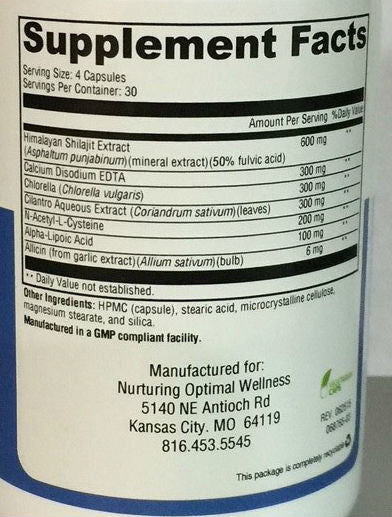 Supplement Facts
Serving Size: 4 Capsules
Servings Per Container: 30
Amount Per Serving %Daily Value
Himalayan Shilajit Extract 600 mg **
(Asphaltum punjabinum)(mineral extract)(50% fulvic acid)
Calcium Disodium EDTA 300 mg **
Chlorella (Chlorella vulgaris) 300 mg **
Cilantro Aqueous Extract (Coriandrum sativum)(leaves) 300 mg **
N-Acetyl-L-Cysteine 200 mg **
Alpha-Lipoic Acid 100 mg **
Allicin (from garlic extract)(Allium sativum)(bulb) 6 mg **
** Daily Value not established.
Other Ingredients: HPMC (capsule), stearic acid, microcrystalline cellulose,
magnesium stearate, and silica.
Manufactured in a GMP compliant facility.
Manufactured for:
Nurturing Optimal Wellness
5140 NE Antioch Rd
Kansas City. MO 64119
816.453.5545
REV.
This package is completely recyclable